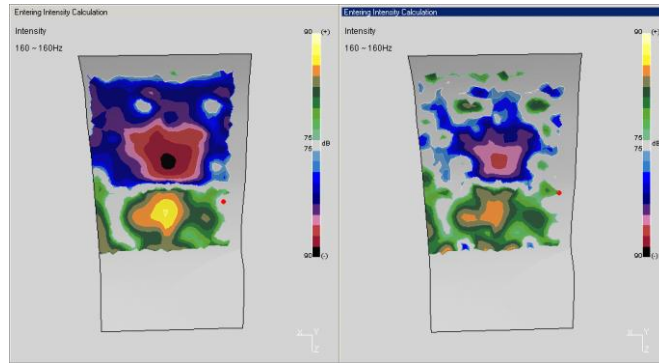 Entering Intensity Calculation
Intensity
160 ~ 160Hz
90
(+)
75
75
dB
90
(-)
X
Y
Z
Entering Intensity Calculation
Intensity
160 ~ 160Hz
90
(+)
75
75
dB
90
(-)
X
Y
Z